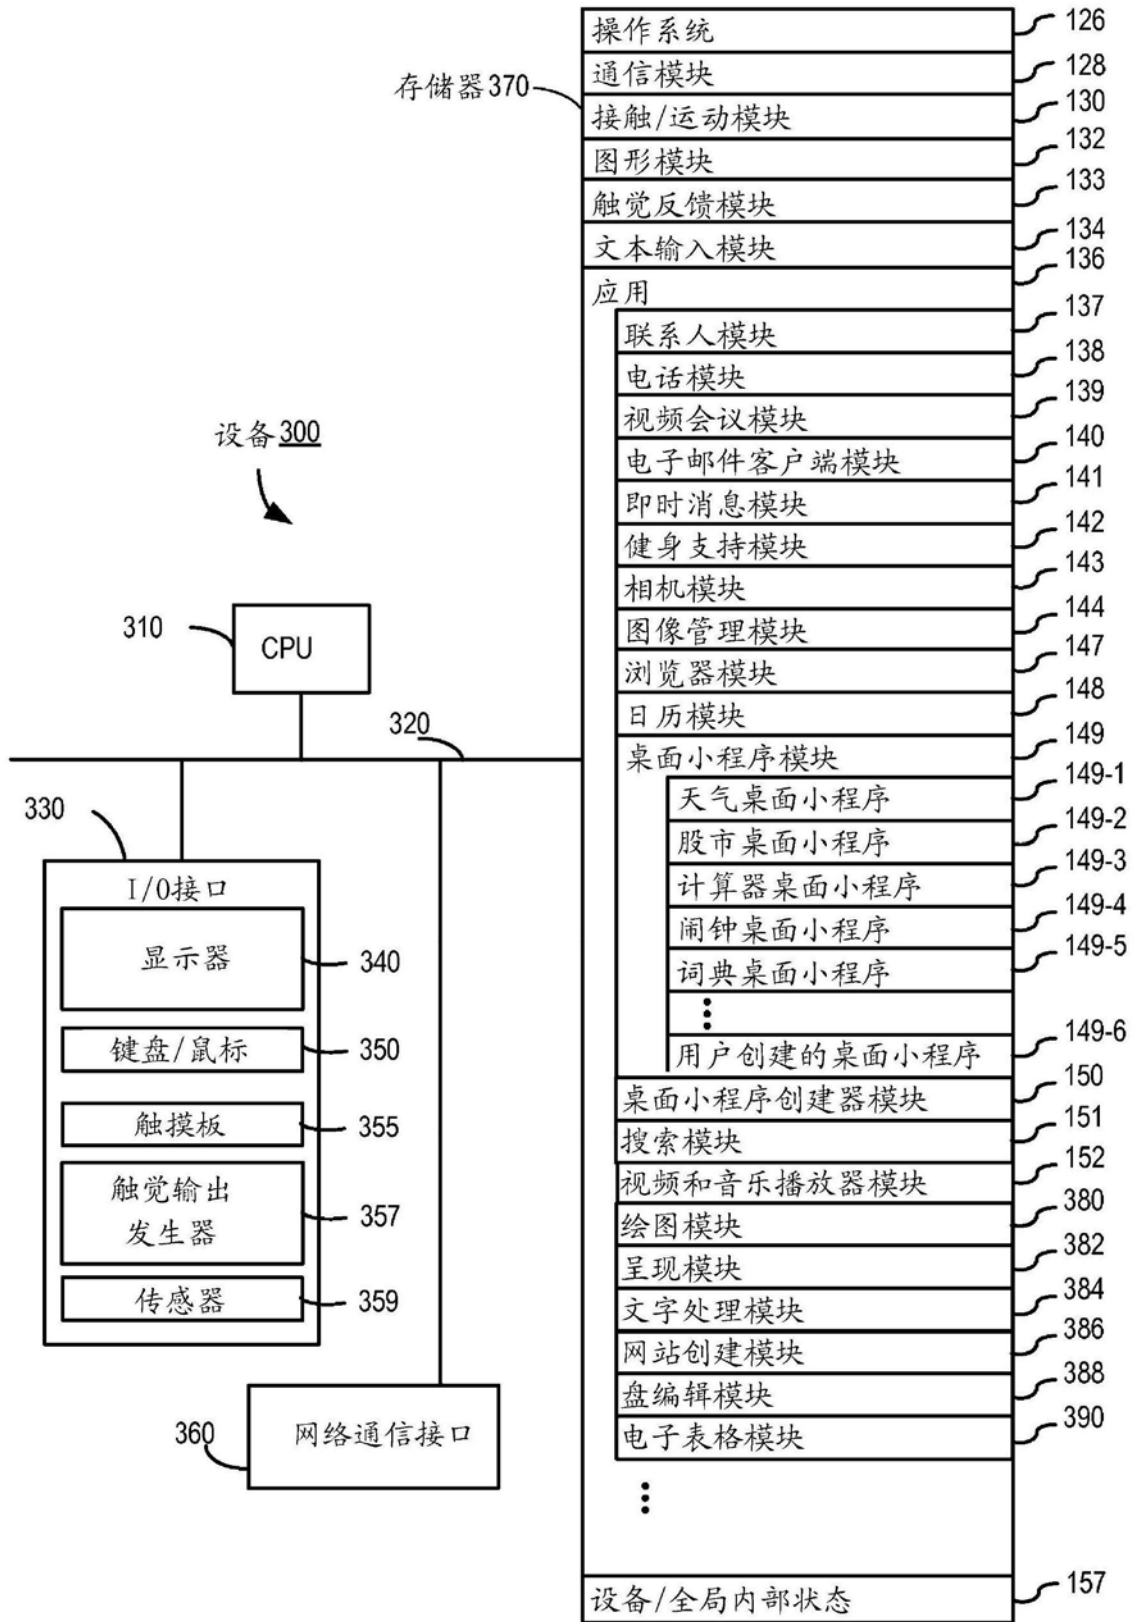 操作系统 126
通信模块 128
存储器370
接触/运动模块 130
图形模块 132
触觉反馈模块 133
文本输入模块 134
应用 136
联系人模块 137
电话模块 138
视频会议模块 139
电子邮件客户端模块 140
即时消息模块 141
健身支持模块 142
相机模块 143
图像管理模块 144
浏览器模块 147
日历模块 148
桌面小程序模块 149
天气桌面小程序 149-1
股市桌面小程序 149-2
计算器桌面小程序 149-3
闹钟桌面小程序 149-4
词典桌面小程序 149-5
用户创建的桌面小程序 149-6
桌面小程序创建器模块 150
搜索模块 151
视频和音乐播放器模块 152
绘图模块 380
呈现模块 382
文字处理模块 384
网站创建模块 386
盘编辑模块 388
电子表格模块 390
设备/全局内部状态 157
设备300
310
CPU
320
330
I/O接口
显示器 340
键盘/鼠标 350
触摸板 355
触觉输出
发生器 357
传感器 359
360
网络通信接口